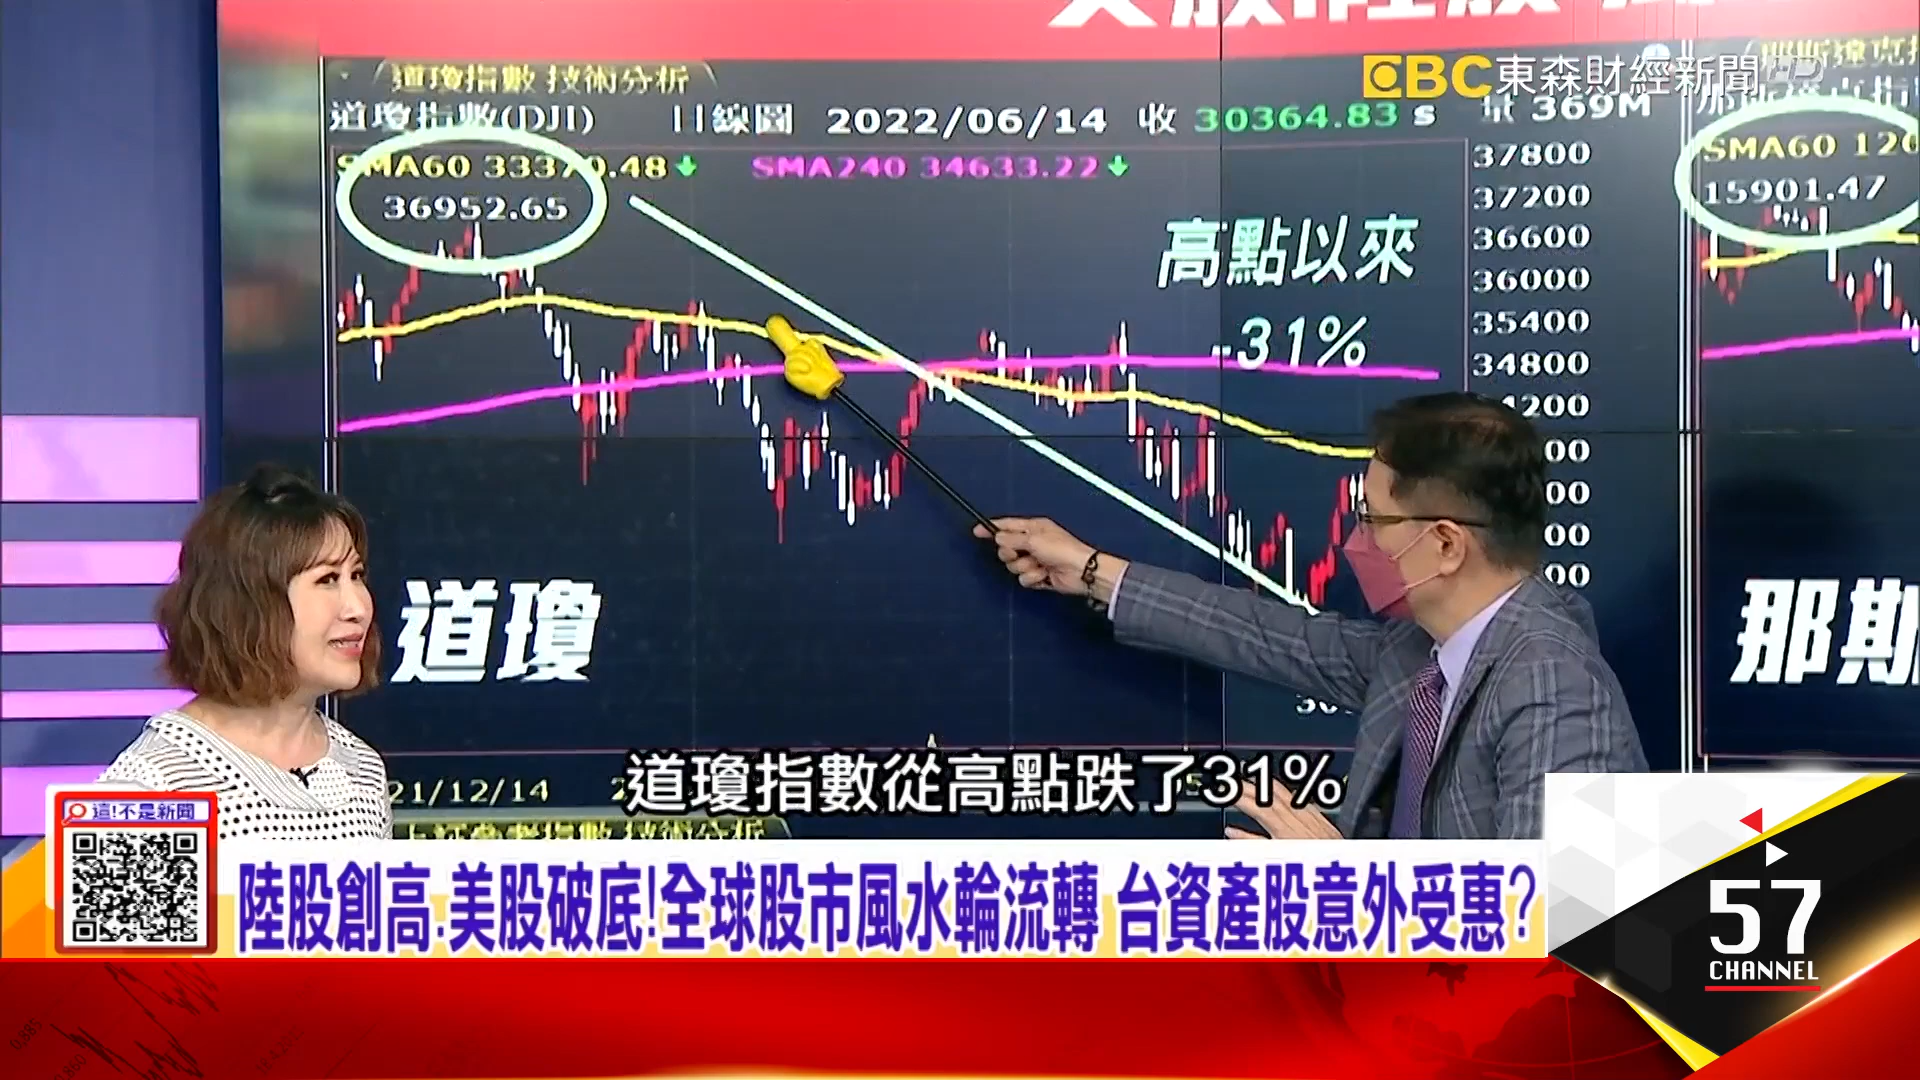 EBC東森財經新聞
道瓊指數 技術分析
道瓊指數(DJI) 日線圖 2022/06/14 收 30364.83 s 量 369M
SMA60 33370.48↓ SMA240 34633.22↓
36952.65
高點以來
-31%
37800
37200
36600
36000
35400
34800
SMA60
15901.47
道瓊
那斯
道瓊指數從高點跌了31%
21/12/14
這!不是新聞
陸股創高.美股破底!全球股市風水輪流轉 台資產股意外受惠?
57
CHANNEL